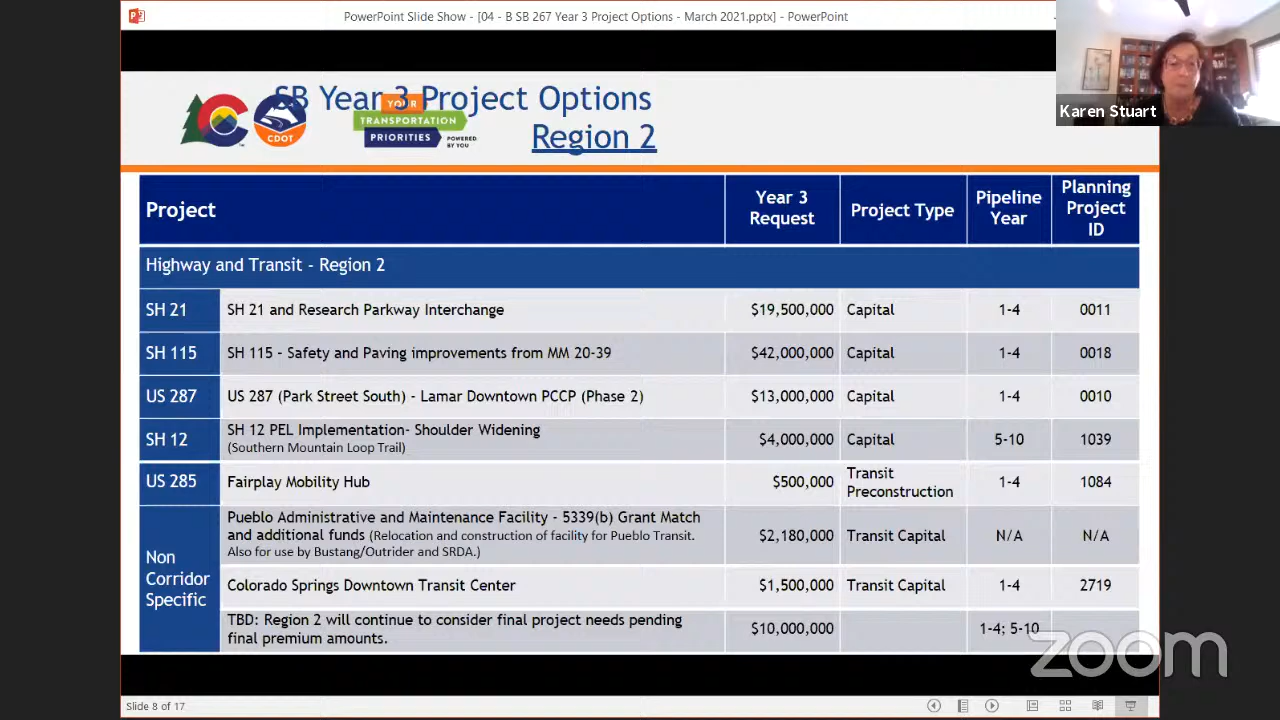 PowerPoint Slide Show - [04 - B SB 267 Year 3 Project Options - March 2021.pptx] - PowerPoint
Karen Stuart
SB Year 3 Project Options
Region 2
CDOT
YOUR
TRANSPORTATION
PRIORITIES
POWERED
BY YOU
Project
Year 3
Request
Project Type
Pipeline
Year
Planning
Project
ID
Highway and Transit - Region 2
SH 21
SH 21 and Research Parkway Interchange
$19,500,000
Capital
1-4
0011
SH 115
SH 115 - Safety and Paving improvements from MM 20-39
$42,000,000
Capital
1-4
0018
US 287
US 287 (Park Street South) - Lamar Downtown PCCP (Phase 2)
$13,000,000
Capital
1-4
0010
SH 12
SH 12 PEL Implementation- Shoulder Widening
(Southern Mountain Loop Trail)
$4,000,000
Capital
5-10
1039
US 285
Fairplay Mobility Hub
$500,000
Transit
Preconstruction
1-4
1084
Non
Corridor
Specific
Pueblo Administrative and Maintenance Facility - 5339(b) Grant Match
and additional funds (Relocation and construction of facility for Pueblo Transit.
Also for use by Bustang/Outrider and SRDA.)
$2,180,000
Transit Capital
N/A
N/A
Colorado Springs Downtown Transit Center
$1,500,000
Transit Capital
1-4
2719
TBD: Region 2 will continue to consider final project needs pending
final premium amounts.
$10,000,000
1-4; 5-10
zoom
Slide 8 of 17